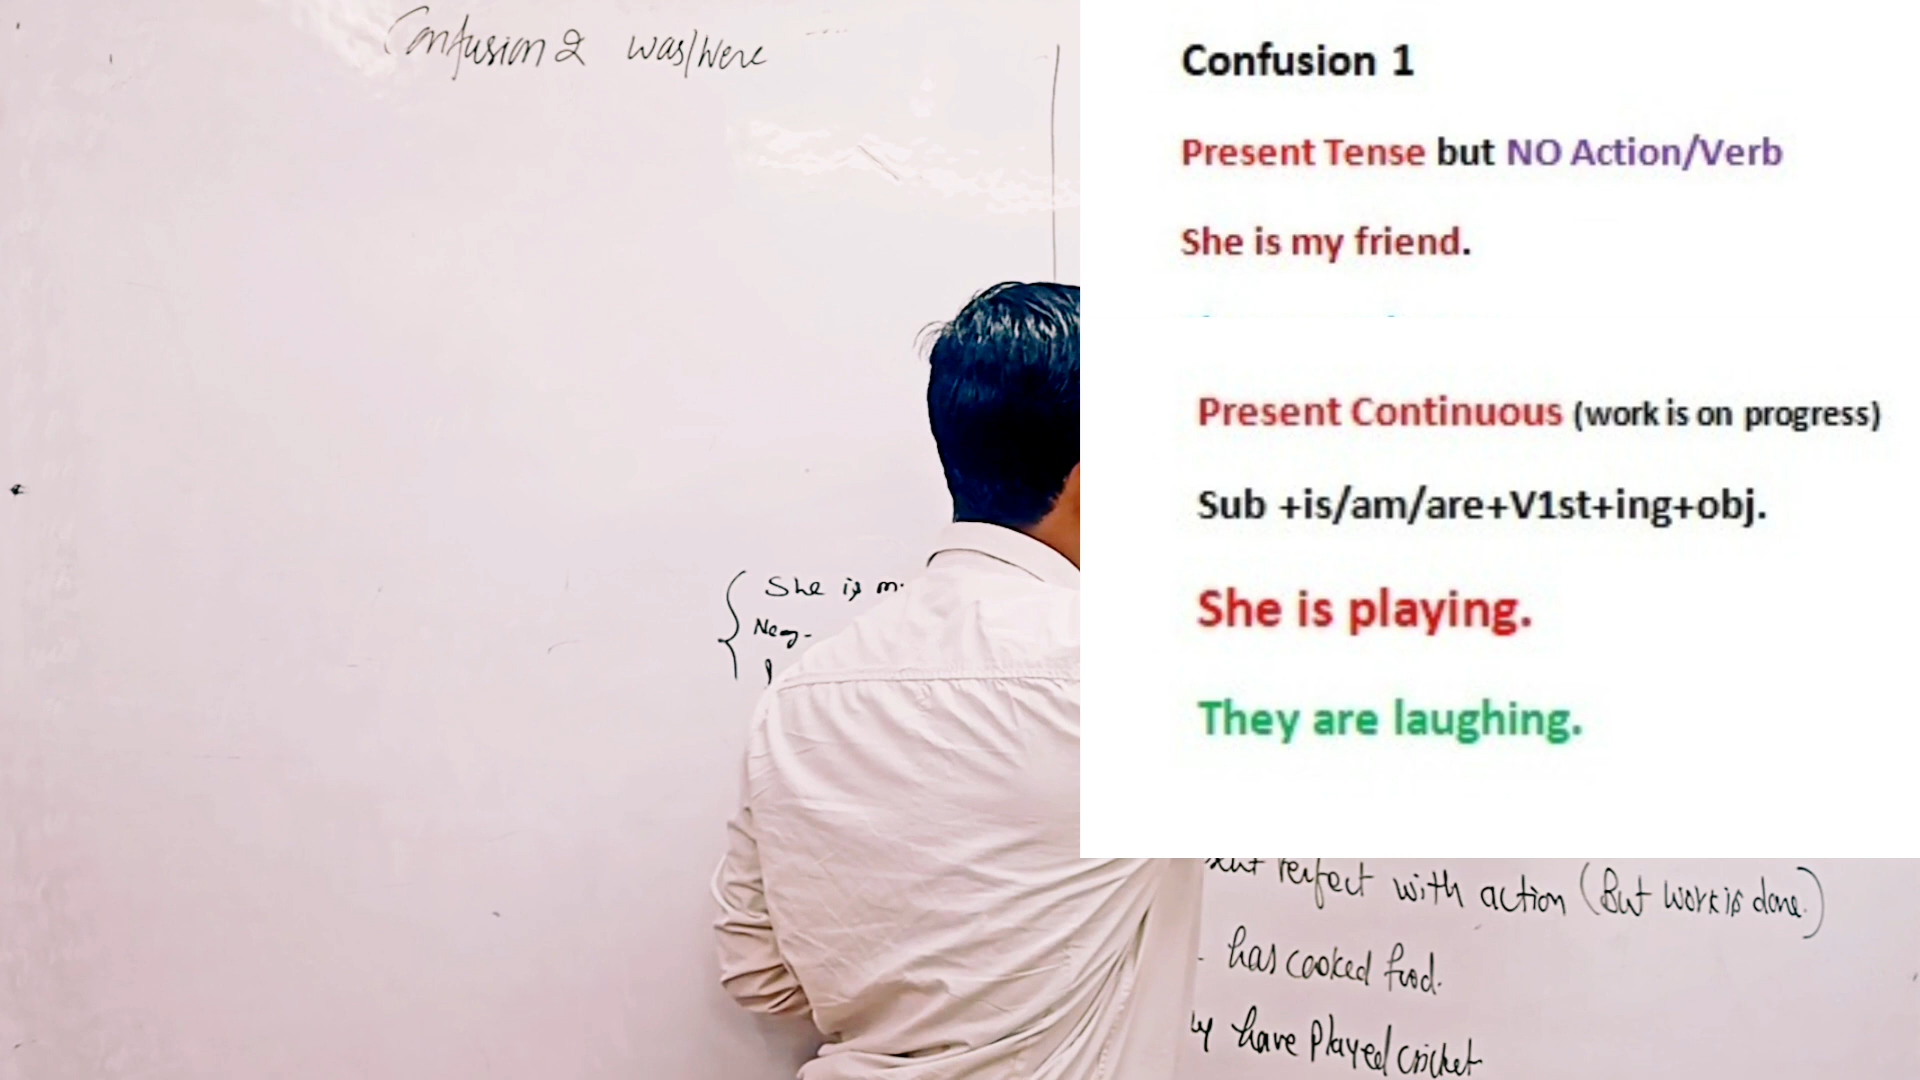 Confusion 2 was/were
She is m
Neg-
Confusion 1
Present Tense but NO Action/Verb
She is my friend.
Present Continuous (work is on progress)
Sub +is/am/are+V1st+ing+obj.
She is playing.
They are laughing.
Perfect with action (But work is done.)
has cooked food.
have Played cricket